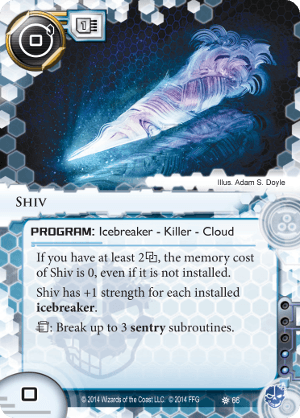 1
Illus. Adam S. Doyle
Shiv
PROGRAM: Icebreaker - Killer - Cloud
If you have at least 2, the memory cost
of Shiv is 0, even if it is not installed.
Shiv has +1 strength for each installed
icebreaker.
: Break up to 3 sentry subroutines.
© 2014 Wizards of the Coast LLC. © 2014 FFG 66